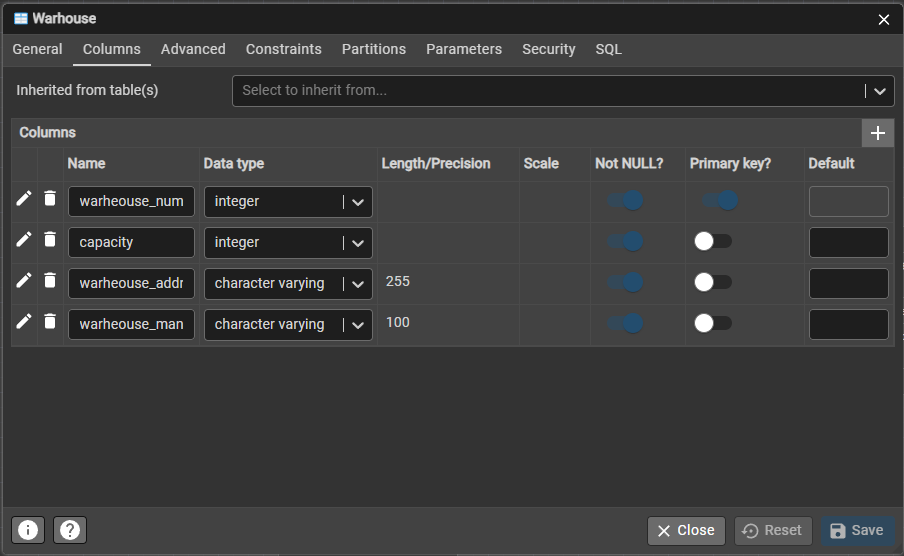 Warhouse
General Columns Advanced Constraints Partitions Parameters Security SQL
Inherited from table(s) Select to inherit from...
Columns
Name Data type Length/Precision Scale Not NULL? Primary key? Default
warheouse_num integer
capacity integer
warheouse_addr character varying 255
warheouse_man character varying 100
Close Reset Save